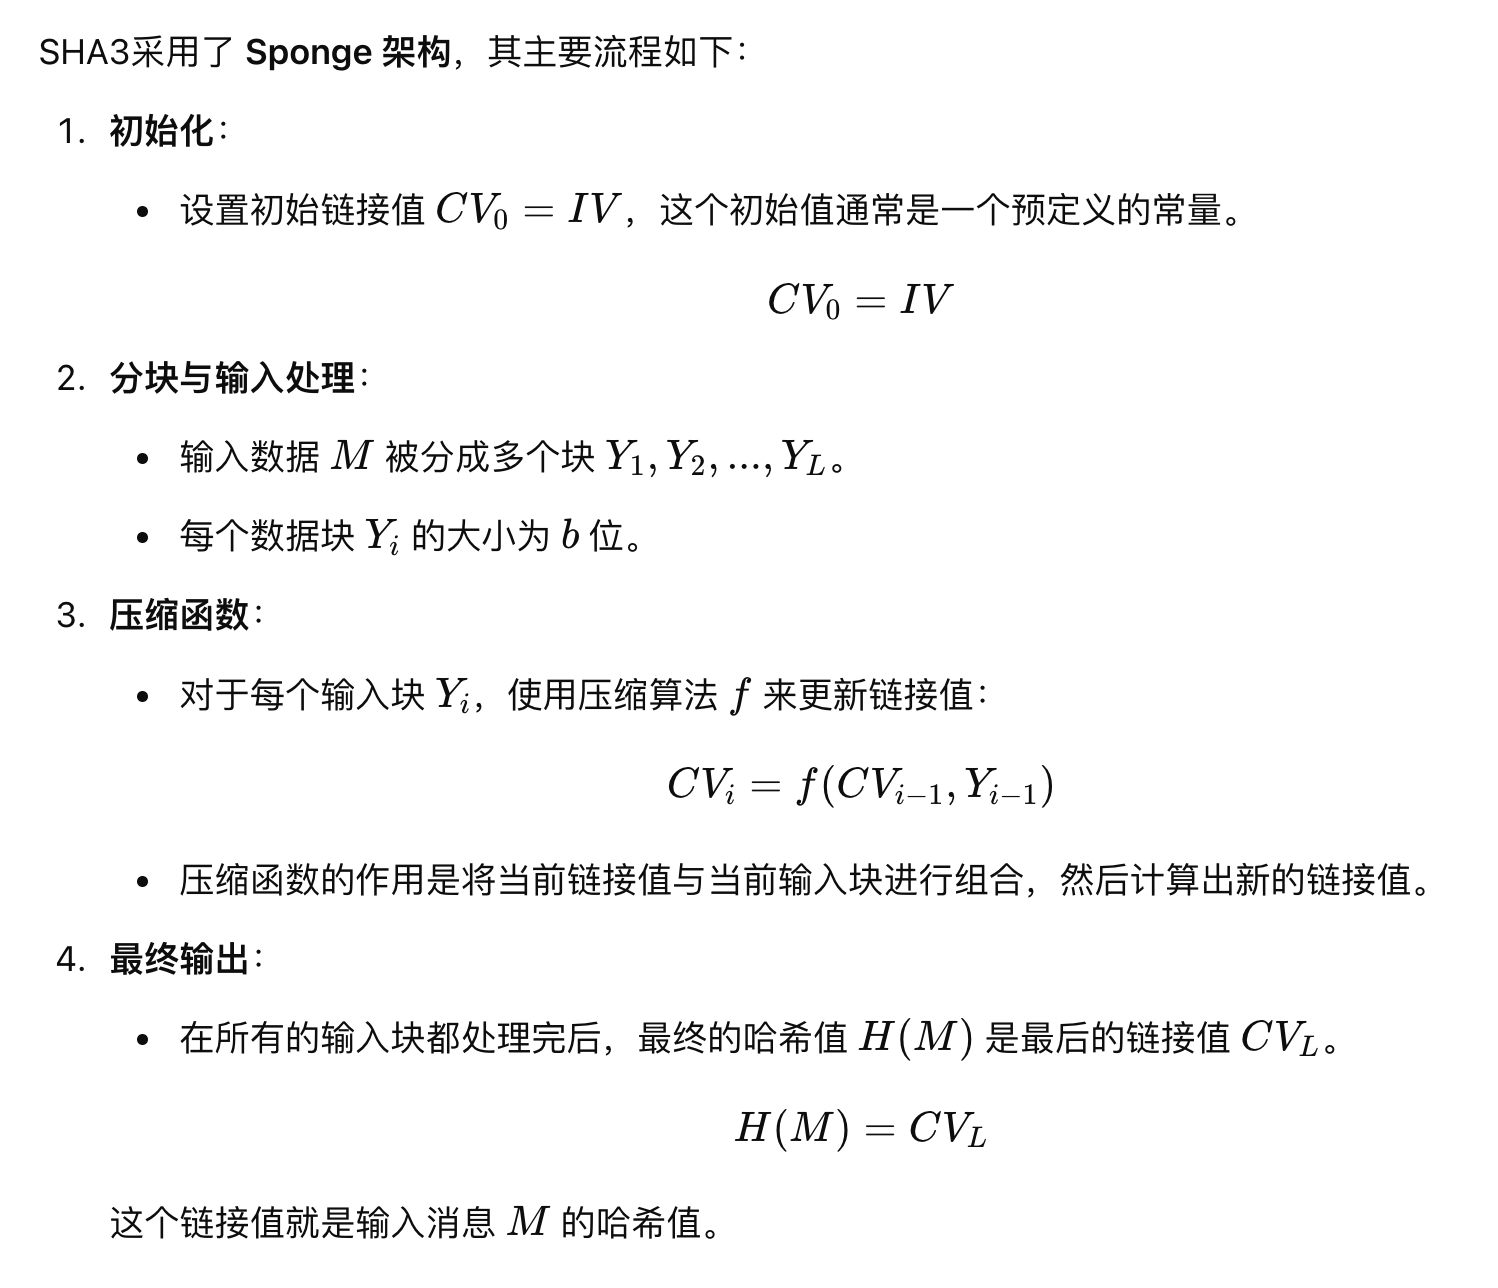 SHA3采用了 Sponge 架构，其主要流程如下：
1. 初始化：
• 设置初始链接值 CV₀ = IV，这个初始值通常是一个预定义的常量。
CV₀ = IV
2. 分块与输入处理：
• 输入数据 M 被分成多个块 Y₁, Y₂, ..., Y_L。
• 每个数据块 Y_i 的大小为 b 位。
3. 压缩函数：
• 对于每个输入块 Y_i，使用压缩算法 f 来更新链接值：
CV_i = f(CV_{i−1}, Y_{i−1})
• 压缩函数的作用是将当前链接值与当前输入块进行组合，然后计算出新的链接值。
4. 最终输出：
• 在所有的输入块都处理完后，最终的哈希值 H(M) 是最后的链接值 CV_L。
H(M) = CV_L
这个链接值就是输入消息 M 的哈希值。